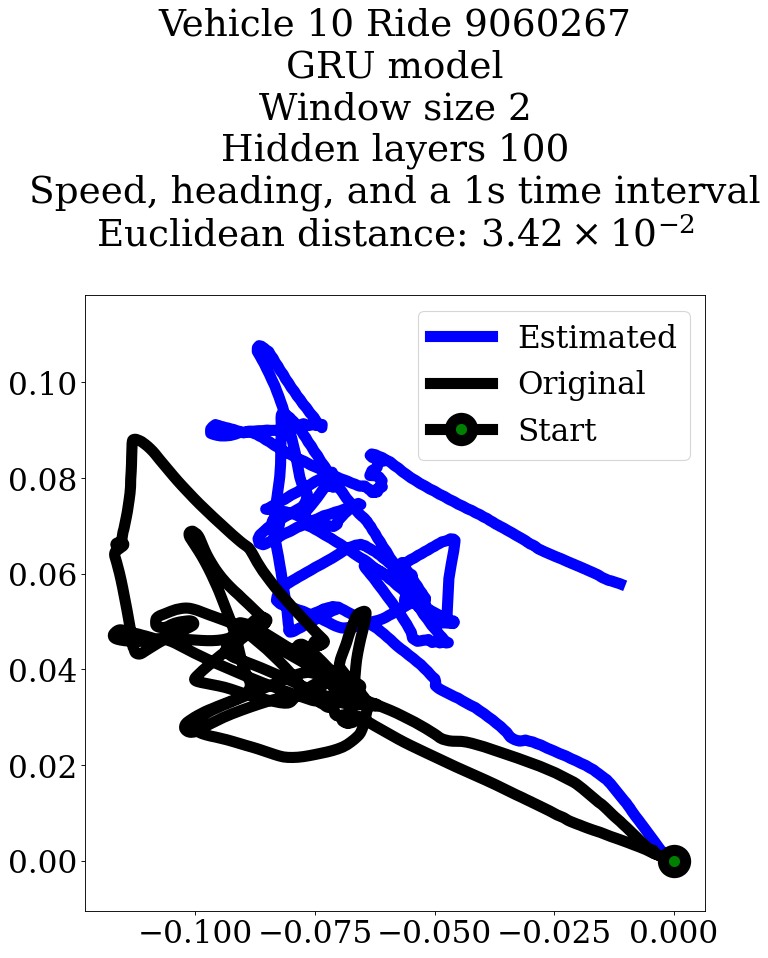 Vehicle 10 Ride 9060267
GRU model
Window size 2
Hidden layers 100
Speed, heading, and a 1s time interval
Euclidean distance: 3.42 × 10⁻²
Estimated
Original
Start
0.10
0.08
0.06
0.04
0.02
0.00
−0.100 −0.075 −0.050 −0.025 0.000